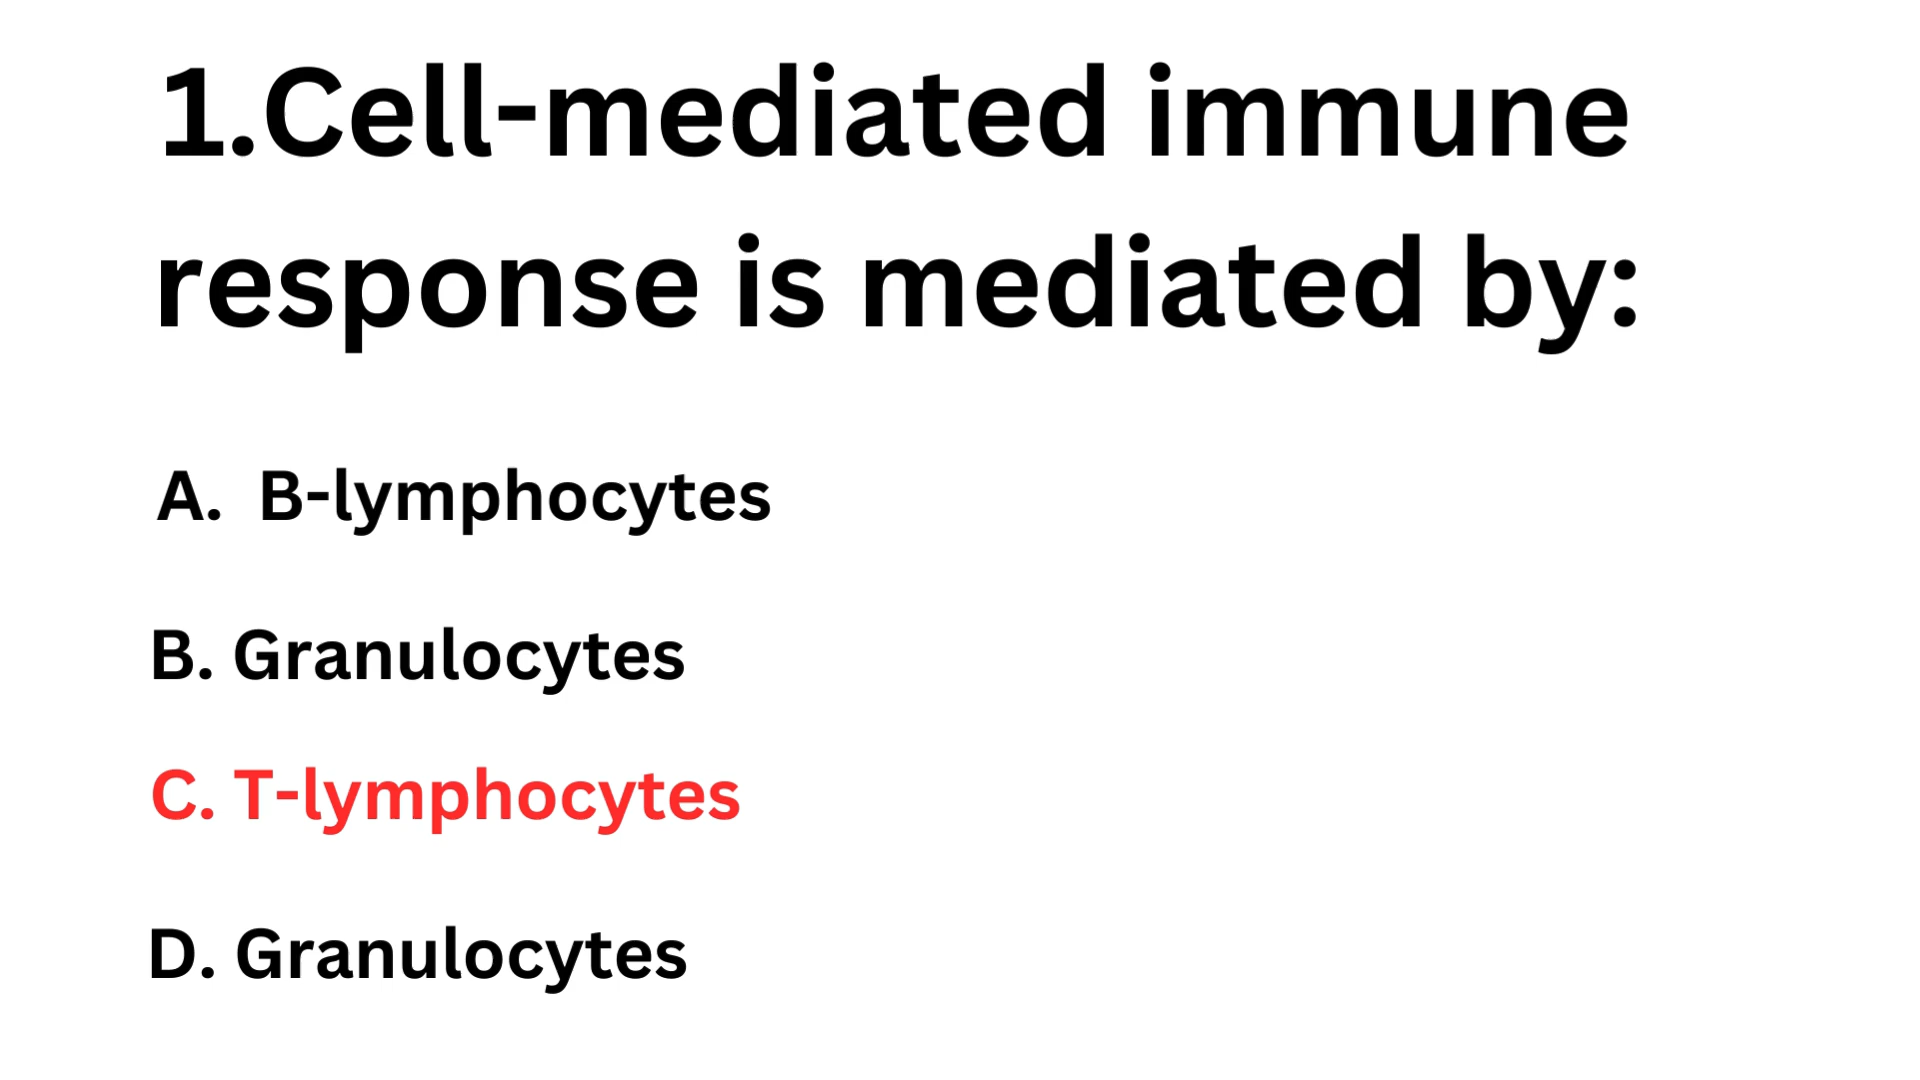 1.Cell-mediated immune
response is mediated by:
A. B-lymphocytes
B. Granulocytes
C. T-lymphocytes
D. Granulocytes